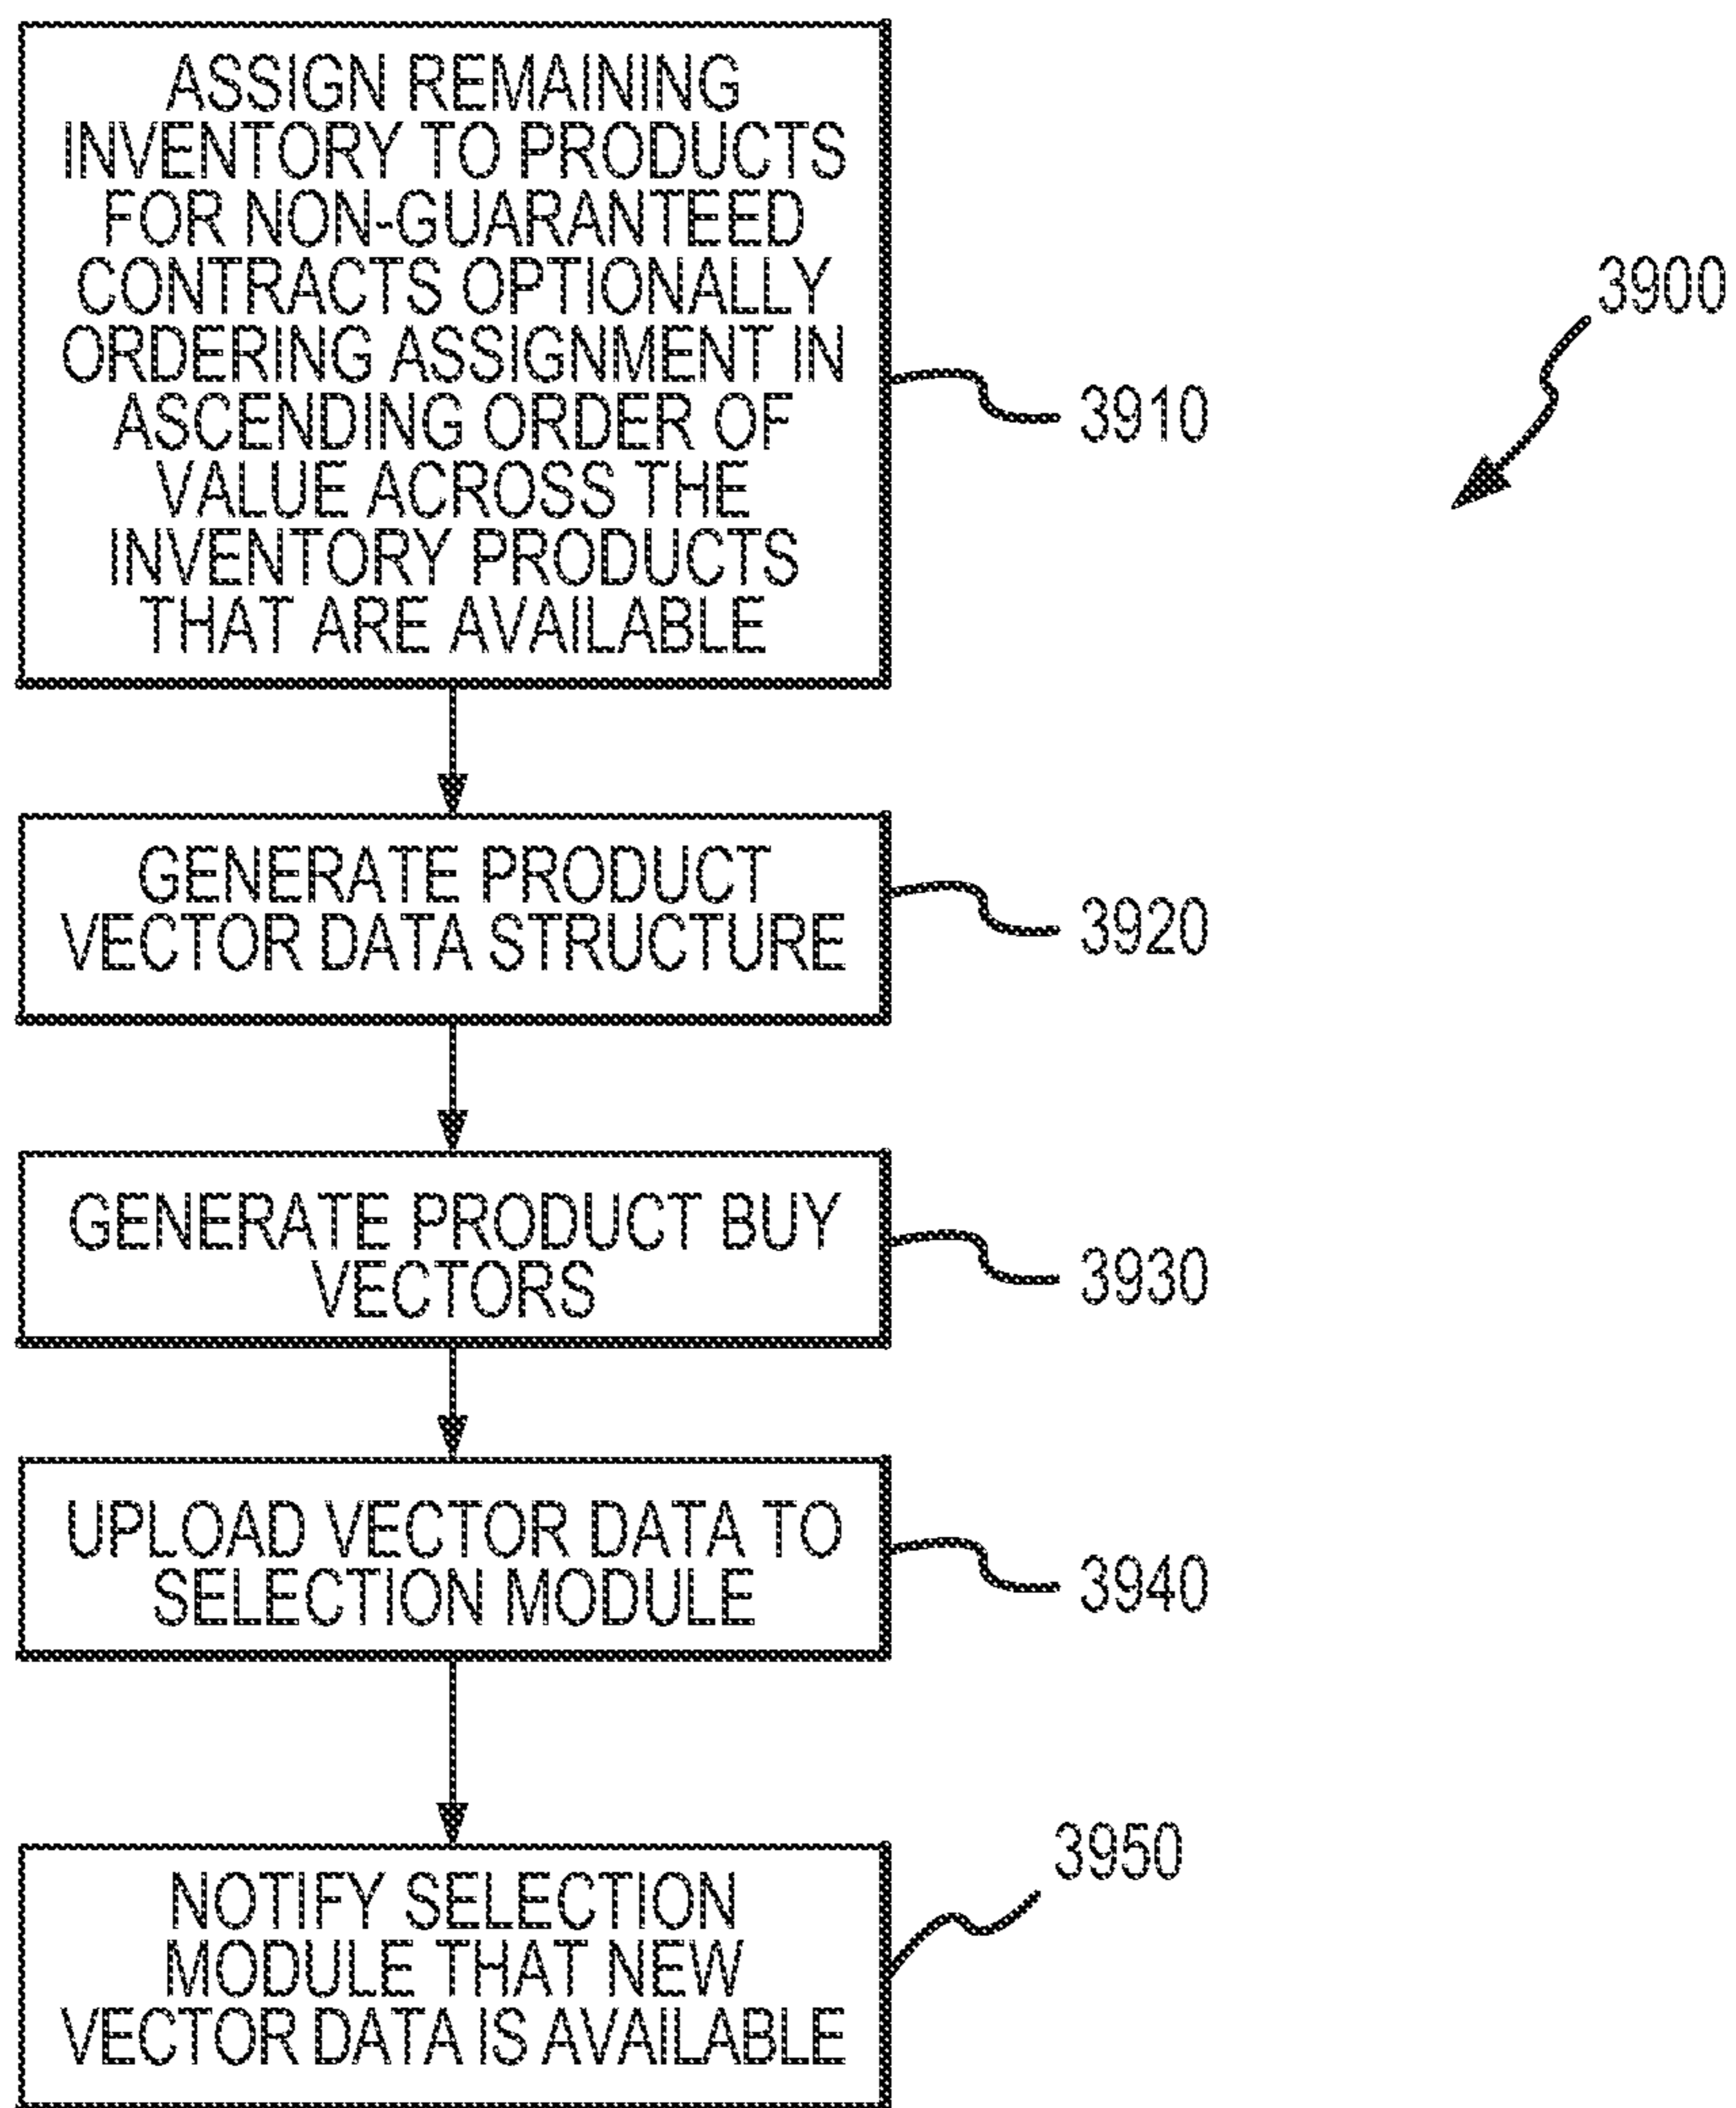 ASSIGN REMAINING
INVENTORY TO PRODUCTS
FOR NON-GUARANTEED
CONTRACTS OPTIONALLY
ORDERING ASSIGNMENT IN
ASCENDING ORDER OF
VALUE ACROSS THE
INVENTORY PRODUCTS
THAT ARE AVAILABLE
3910
3900
GENERATE PRODUCT
VECTOR DATA STRUCTURE
3920
GENERATE PRODUCT BUY
VECTORS
3930
UPLOAD VECTOR DATA TO
SELECTION MODULE
3940
NOTIFY SELECTION
MODULE THAT NEW
VECTOR DATA IS AVAILABLE
3950